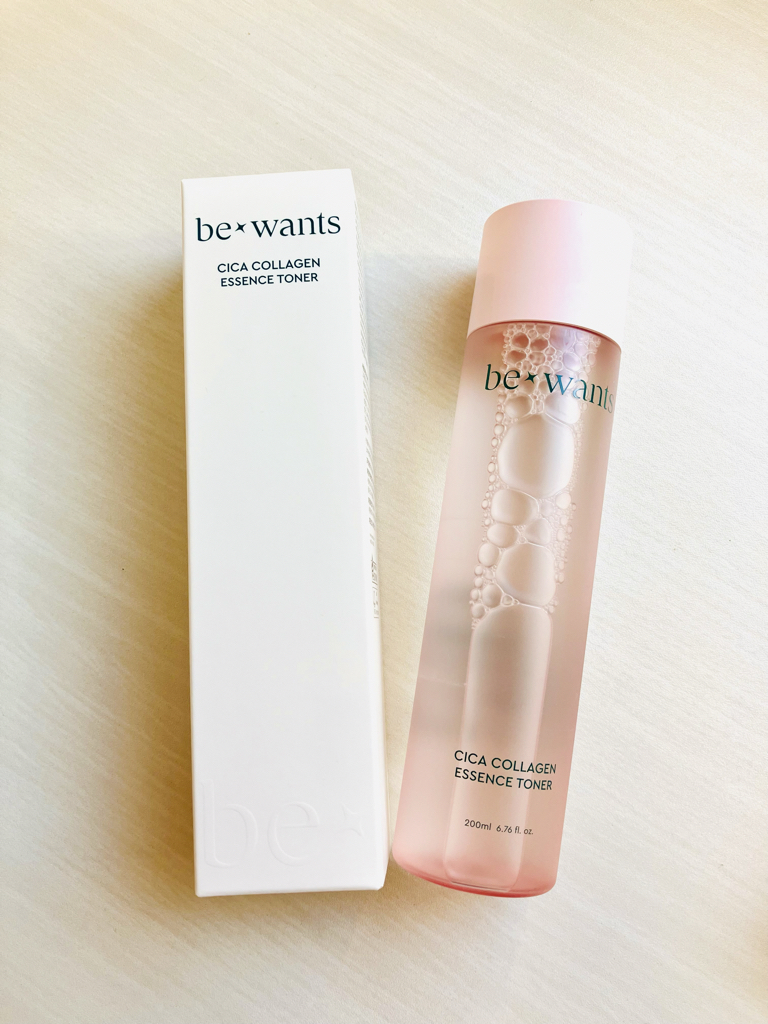 be✦wants
CICA COLLAGEN
ESSENCE TONER
be✦
be✦wants
CICA COLLAGEN
ESSENCE TONER
200ml 6.76 fl. oz.